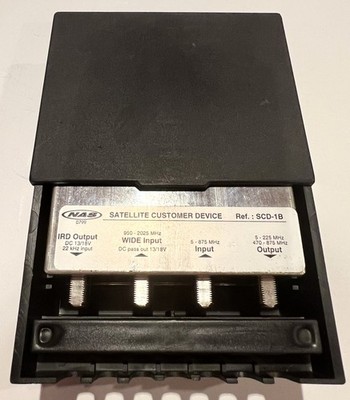 NAS
SATELLITE CUSTOMER DEVICE
Ref. : SCD-1B
IRD Output
DC 13/18V
22 kHz input
950 - 2025 MHz
WIDE Input
DC pass out 13/18V
5 - 875 MHz
Input
5 - 225 MHz
470 - 875 MHz
Output